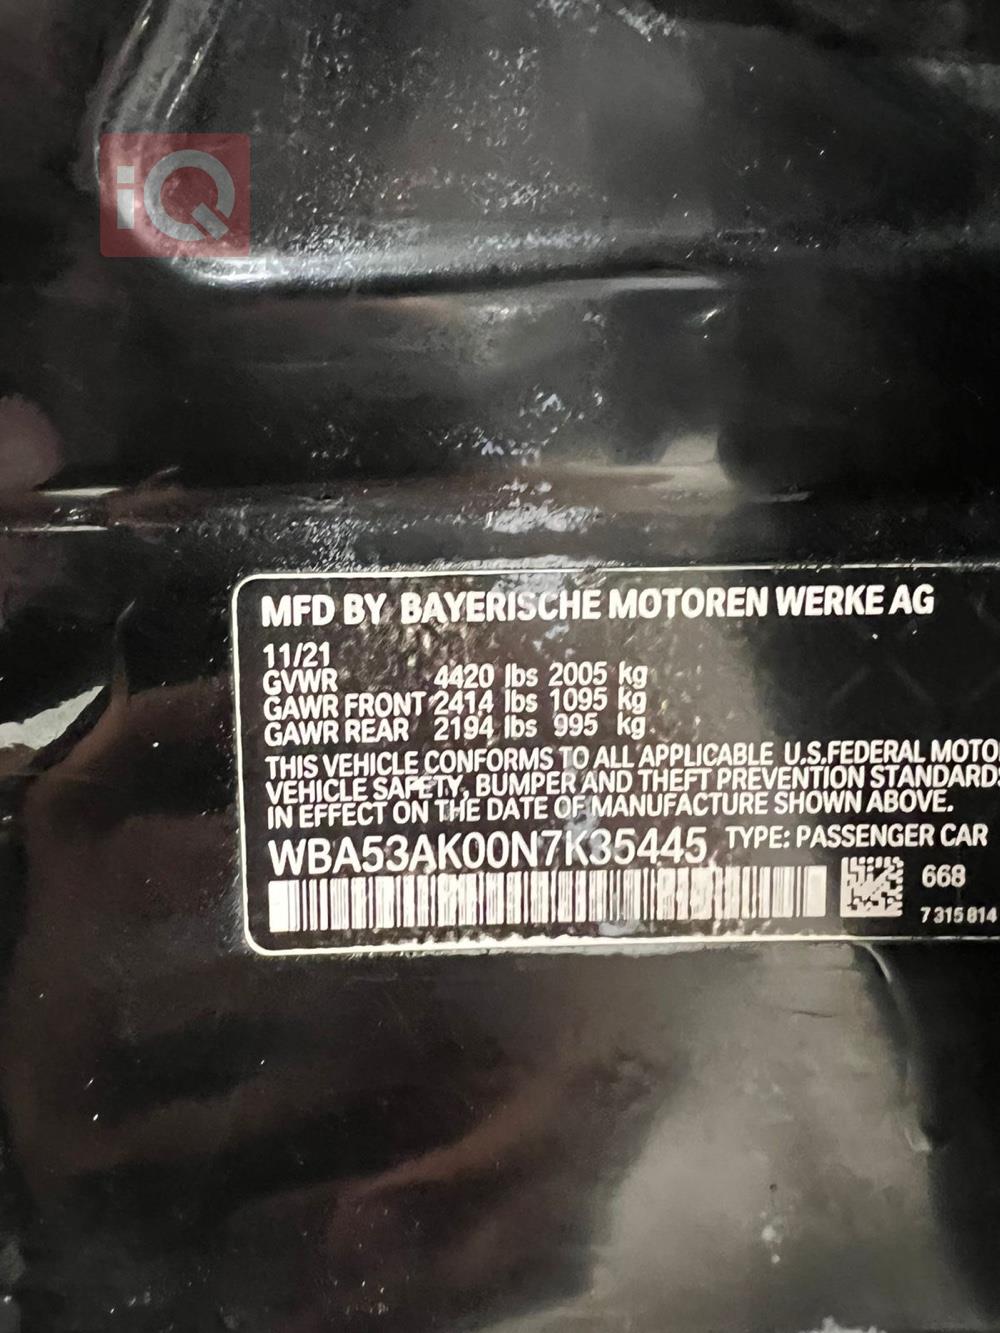 iQ
MFD BY BAYERISCHE MOTOREN WERKE AG
11/21
GVWR 4420 lbs 2005 kg
GAWR FRONT 2414 lbs 1095 kg
GAWR REAR 2194 lbs 995 kg
THIS VEHICLE CONFORMS TO ALL APPLICABLE U.S.FEDERAL MOTO
VEHICLE SAFETY, BUMPER AND THEFT PREVENTION STANDARDS
IN EFFECT ON THE DATE OF MANUFACTURE SHOWN ABOVE.
WBA53AK00N7K35445 TYPE: PASSENGER CAR
668
7 315 814